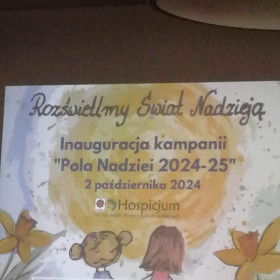 Rozświetlmy Świat Nadzieją
Inauguracja kampanii
"Pola Nadziei 2024-25"
2 października 2024
Hospicjum